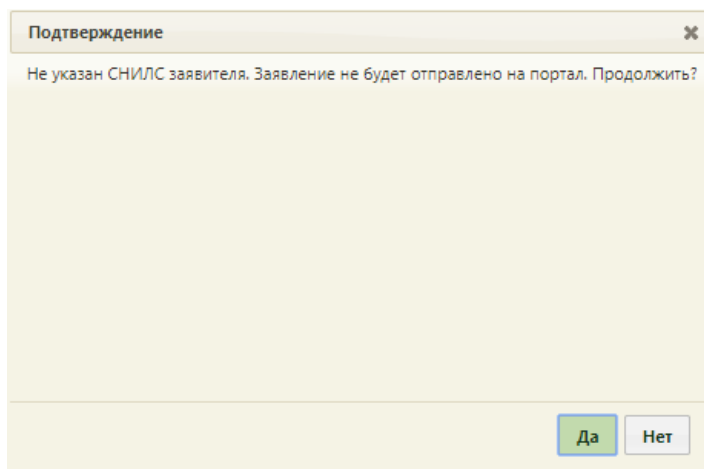 Подтверждение
Не указан СНИЛС заявителя. Заявление не будет отправлено на портал. Продолжить?
Да Нет